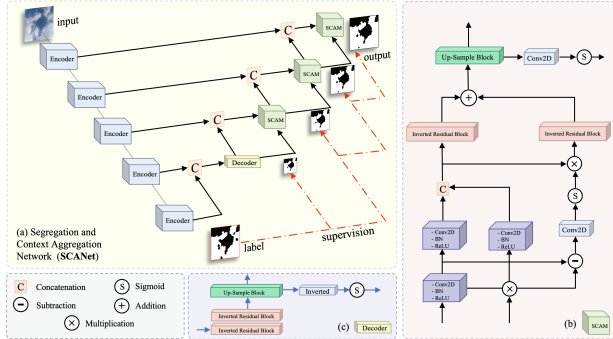 input
Encoder
C
SCAM
Encoder
C
SCAM
output
Encoder
C
SCAM
Encoder
C
Decoder
Encoder
label
supervision
(a) Segregation and
Context Aggregation
Network (SCANet)
C
Concatenation
S
Sigmoid
Subtraction
Addition
Multiplication
Up-Sample Block
Inverted
S
Inverted Residual Block
Inverted Residual Block
(c)
Decoder
Up-Sample Block
Conv2D
S
Inverted Residual Block
Inverted Residual Block
C
S
Conv2D
- Conv2D
- BN
- ReLU
- Conv2D
- BN
- ReLU
- Conv2D
- BN
- ReLU
(b)
SCAM